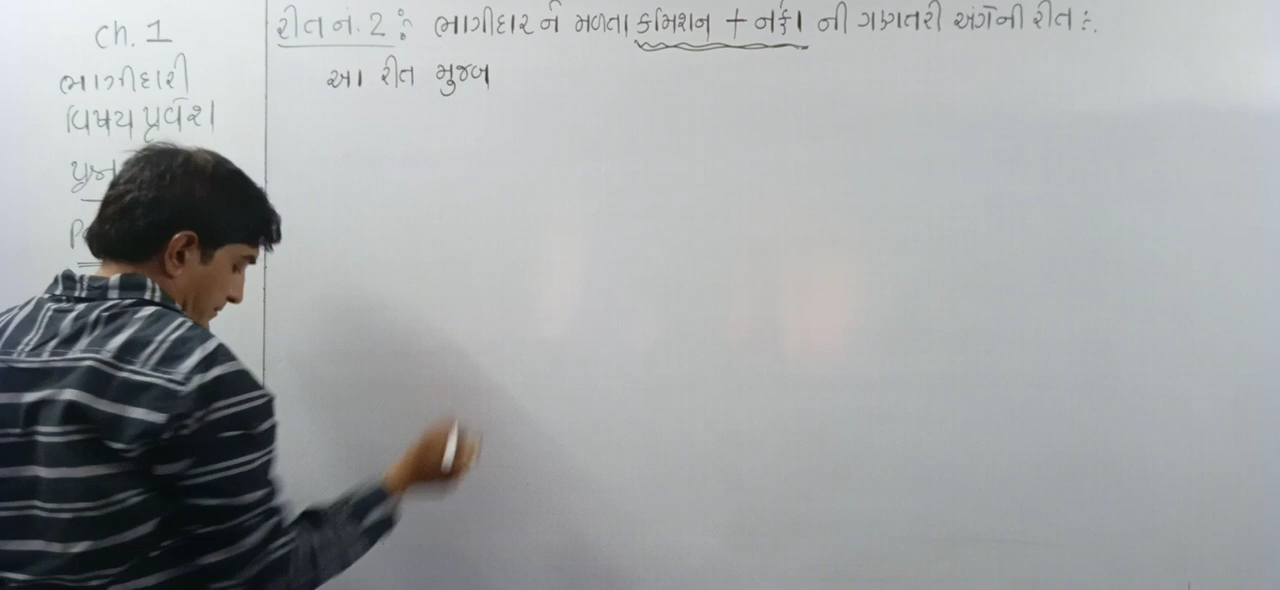 ch. 1
ભાગીદારી
વિષય પ્રવેશ
રીત નં. 2 : ભાગીદારને મળતા કમિશન + નફા ની ગણતરી અંગેની રીત :.
આ રીત મુજબ